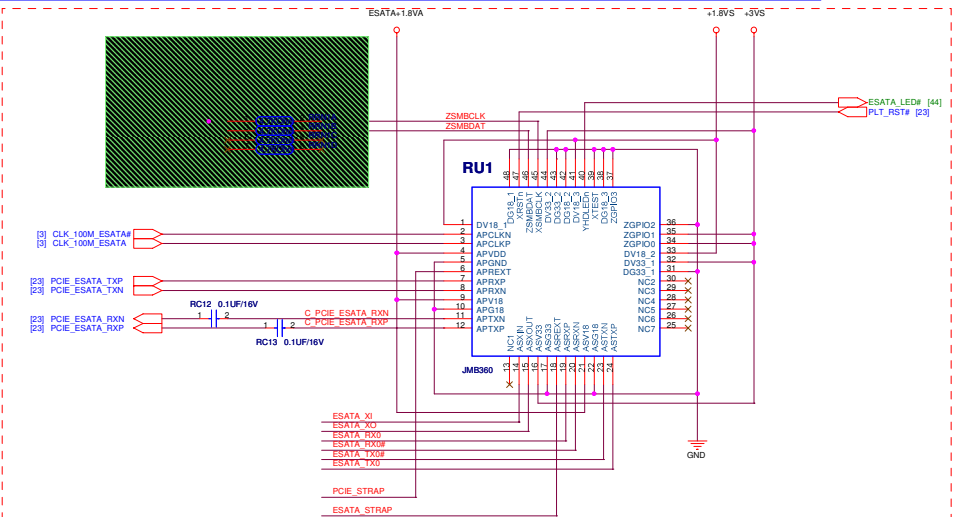 ESATA+1.8VA
+1.8VS
+3VS
ESATA_LED# [44]
PLT_RST# [23]
ZSMBCLK
ZSMBDAT
RU1
48 47 46 45 44 43 42 41 40 39 38 37
DG18_1
XRSTn
ZSMBDAT
XSMBCLK
DV33_2
DG33_2
DG18_2
DV18_3
YHDLEDn
XTEST
ZGPIO3
1 DV18_1
2 APCLKN
3 APCLKP
4 APVDD
5 APGND
6 APREXT
7 APRXP
8 APRXN
9 APV18
10 APG18
11 APTXN
12 APTXP
ZGPIO2 36
ZGPIO1 35
ZGPIO0 34
DV18_2 33
DV33_1 32
DG33_1 31
NC2 30
NC3 29
NC4 28
NC5 27
NC6 26
NC7 25
[3] CLK_100M_ESATA#
[3] CLK_100M_ESATA
[23] PCIE_ESATA_TXP
[23] PCIE_ESATA_TXN
RC12 0.1UF/16V
1 2
[23] PCIE_ESATA_RXN
C_PCIE_ESATA_RXN
[23] PCIE_ESATA_RXP
C_PCIE_ESATA_RXP
1 2
RC13 0.1UF/16V
NC1
ASXIN
ASXOUT
ASV33
ASG33
ASREXT
ASRXP
ASRXN
ASV18
ASG18
ASTXN
ASTXP
JMB360
13 14 15 16 17 18 19 20 21 22 23 24
ESATA_XI
ESATA_XO
ESATA_RX0
ESATA_RX0#
ESATA_TX0#
ESATA_TX0
GND
PCIE_STRAP
ESATA_STRAP